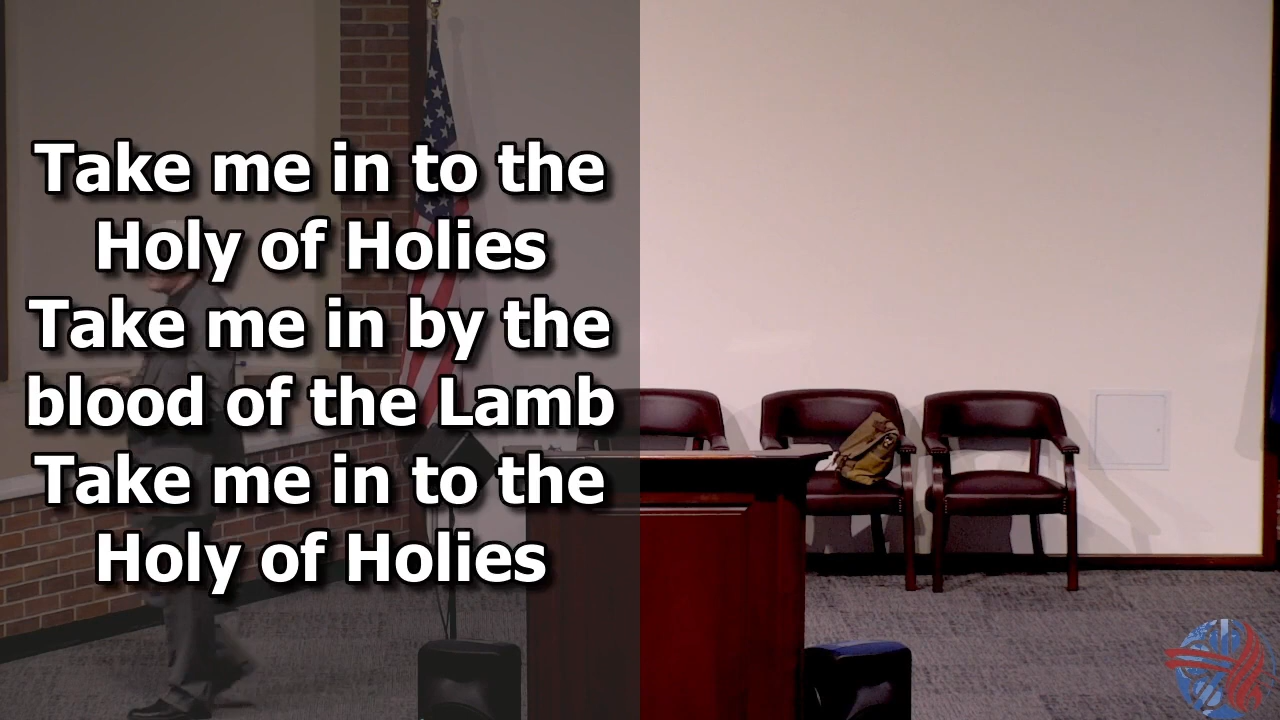 Take me in to the
Holy of Holies
Take me in by the
blood of the Lamb
Take me in to the
Holy of Holies